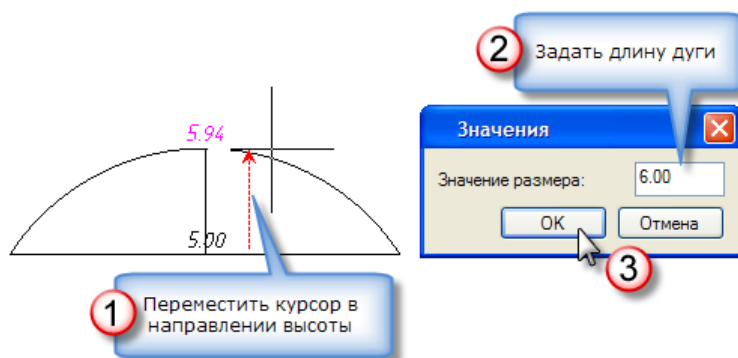 5.94
5.00
1
Переместить курсор в
направлении высоты
2
Задать длину дуги
Значения
Значение размера:
6.00
OK
Отмена
3